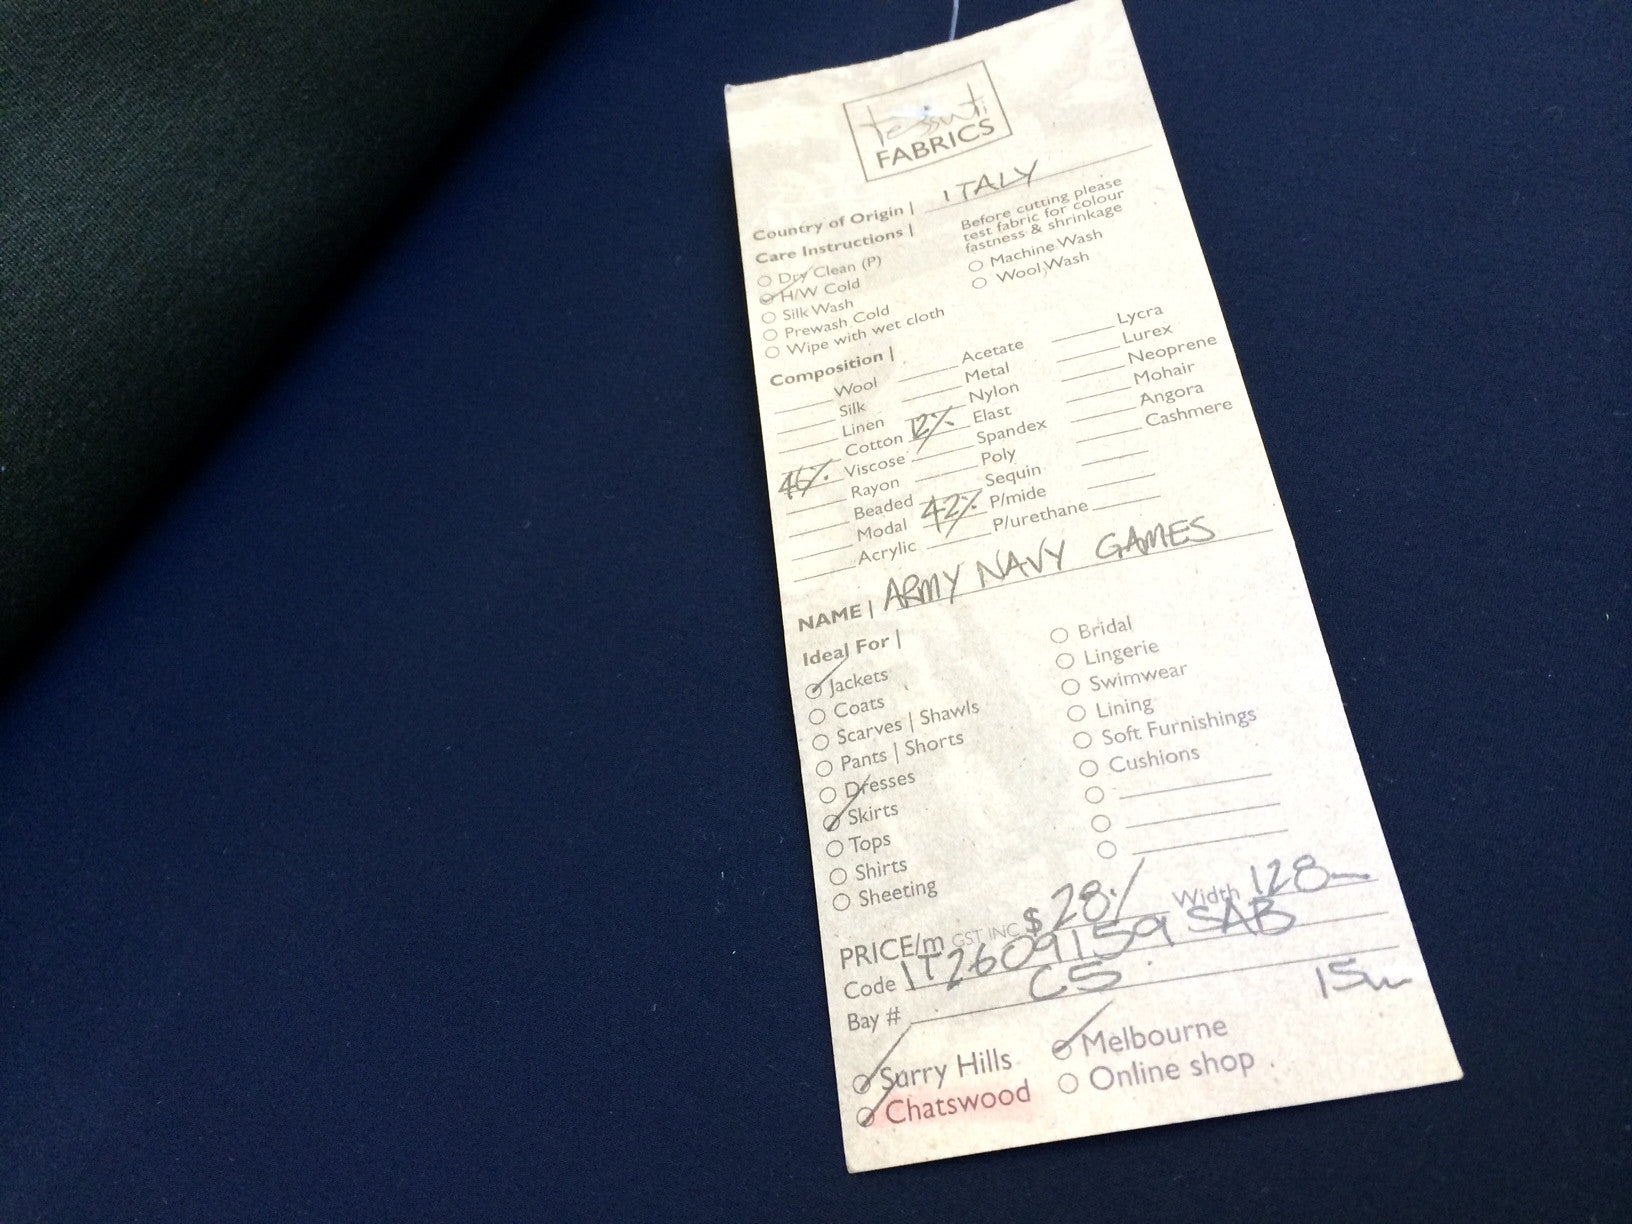 tessuti
FABRICS
Country of Origin | ITALY
Care Instructions |
Before cutting please
test fabric for colour
fastness & shrinkage
Dry Clean (P)
H/W Cold
Silk Wash
Prewash Cold
Wipe with wet cloth
Machine Wash
Wool Wash
Composition |
Wool
Silk
Linen
Cotton
46% Viscose
Rayon
Beaded
Modal
Acrylic
Acetate
Metal
Nylon
12% Elast
Spandex
Poly
Sequin
42% P/mide
P/urethane
Lycra
Lurex
Neoprene
Mohair
Angora
Cashmere
NAME | ARMY NAVY GAMES
Ideal For |
Jackets
Coats
Scarves | Shawls
Pants | Shorts
Dresses
Skirts
Tops
Shirts
Sheeting
Bridal
Lingerie
Swimwear
Lining
Soft Furnishings
Cushions
PRICE/m GST INC $ 28/ Width 128
Code IT2609159 SAB
Bay # C5
15m
Surry Hills
Chatswood
Melbourne
Online shop